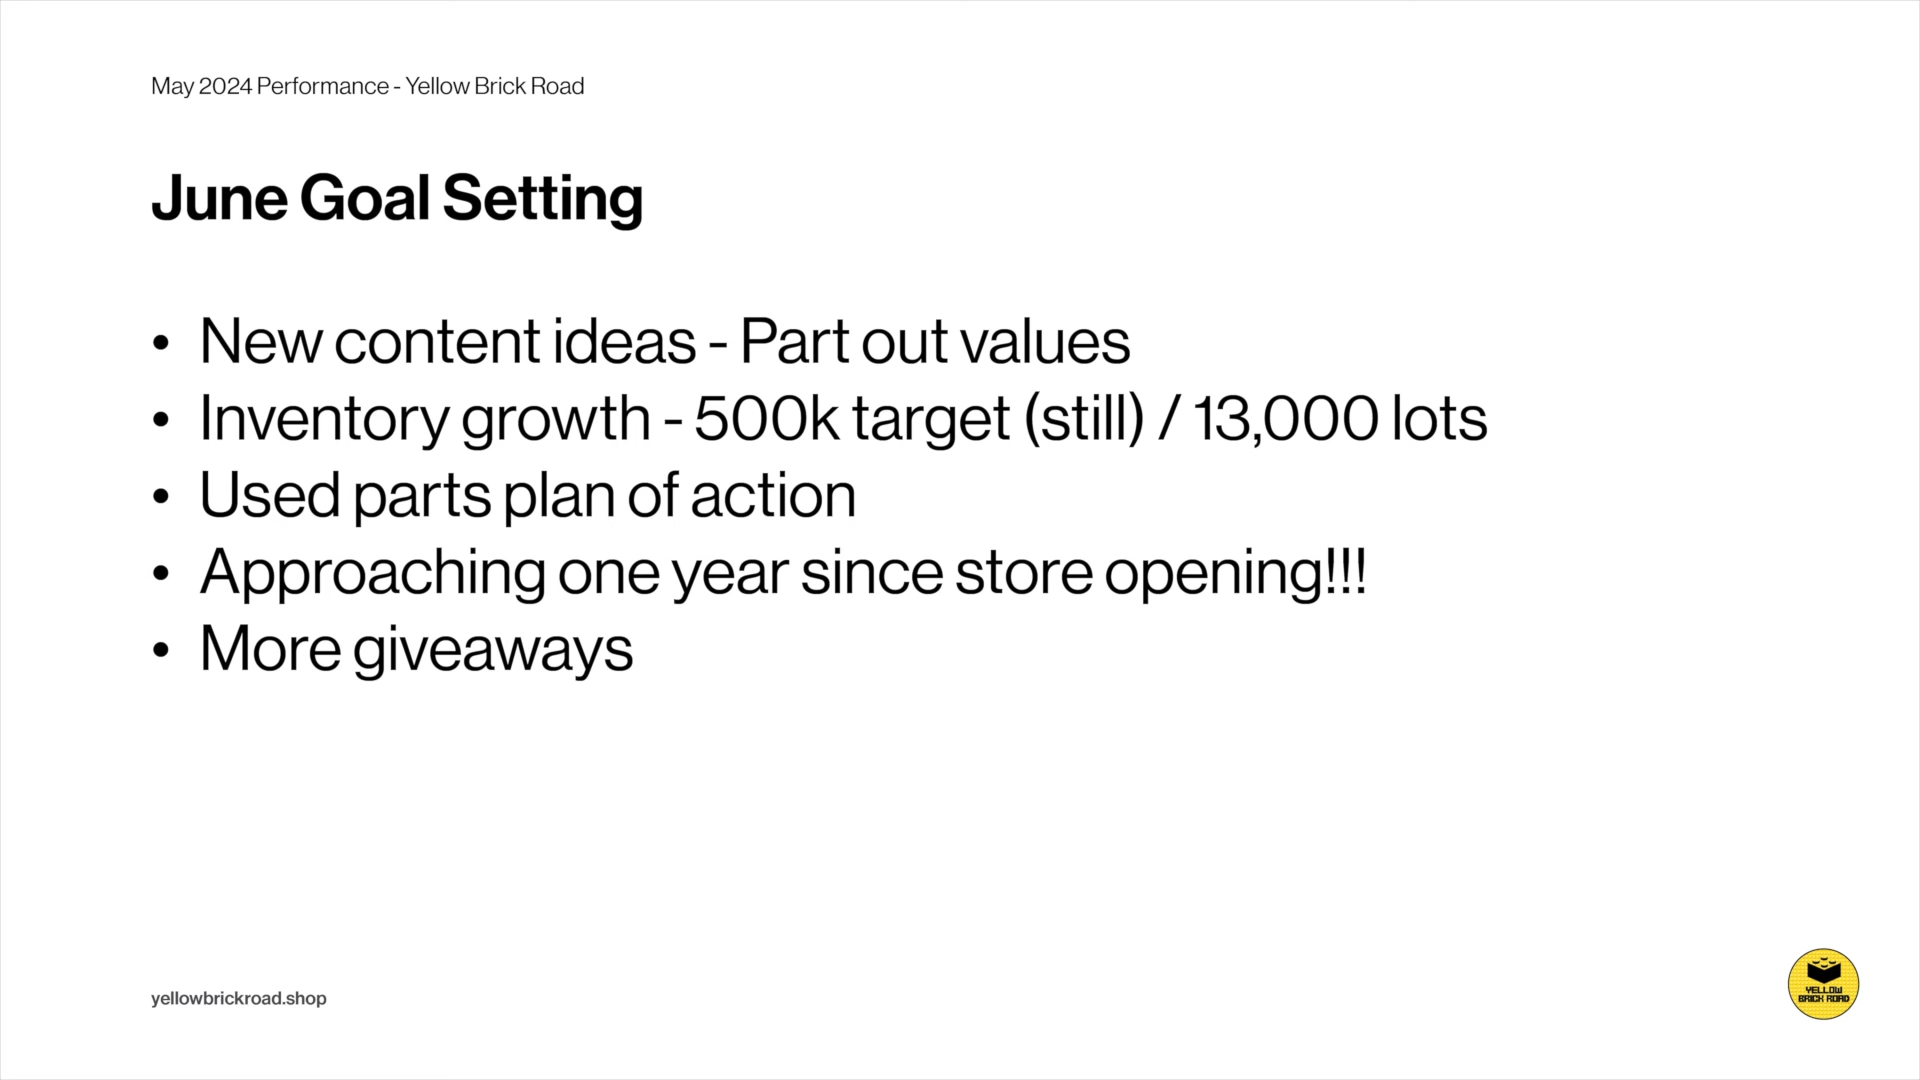 May 2024 Performance - Yellow Brick Road
June Goal Setting
• New content ideas - Part out values
• Inventory growth - 500k target (still) / 13,000 lots
• Used parts plan of action
• Approaching one year since store opening!!!
• More giveaways
yellowbrickroad.shop
YELLOW
BRICK ROAD